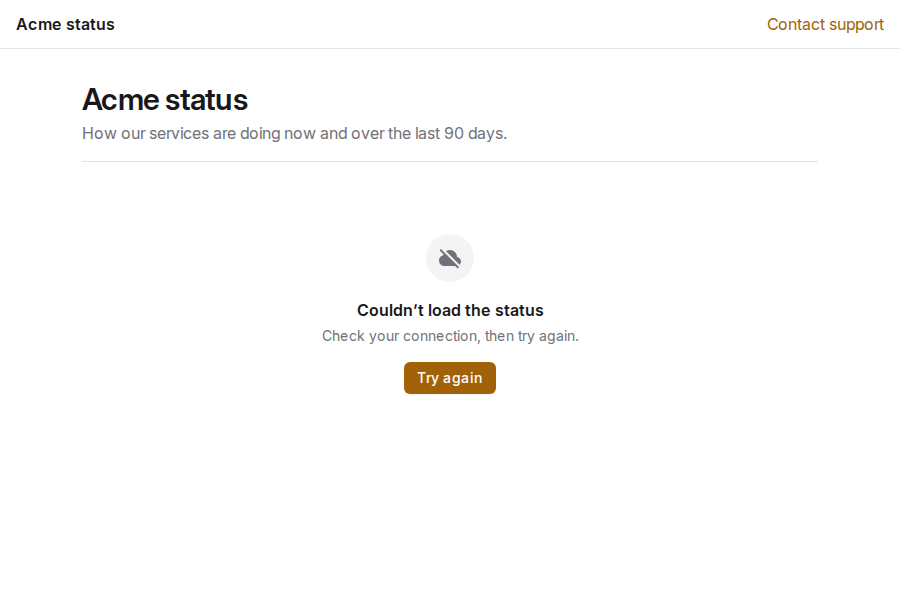 Acme status
Contact support
Acme status
How our services are doing now and over the last 90 days.
Couldn't load the status
Check your connection, then try again.
Try again